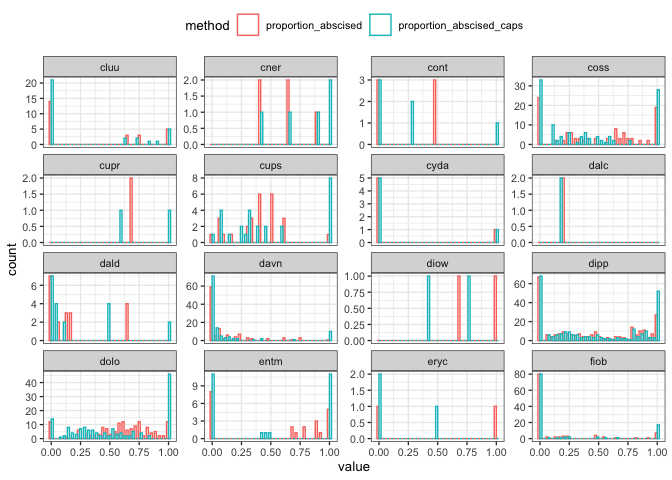 method proportion_abscised proportion_abscised_caps
cluu cner cont coss
20 15 10 5 0
2.0 1.5 1.0 0.5 0.0
3 2 1 0
30 20 10 0
cupr cups cyda dalc
2.0 1.5 1.0 0.5 0.0
8 6 4 2 0
5 4 3 2 1 0
2.0 1.5 1.0 0.5 0.0
count
dald davn diow dipp
6 4 2 0
60 40 20 0
1.00 0.75 0.50 0.25 0.00
60 40 20 0
dolo entm eryc fiob
40 30 20 10 0
9 6 3 0
2.0 1.5 1.0 0.5 0.0
80 60 40 20 0
0.00 0.25 0.50 0.75 1.00 0.00 0.25 0.50 0.75 1.00 0.00 0.25 0.50 0.75 1.00 0.00 0.25 0.50 0.75 1.00
value